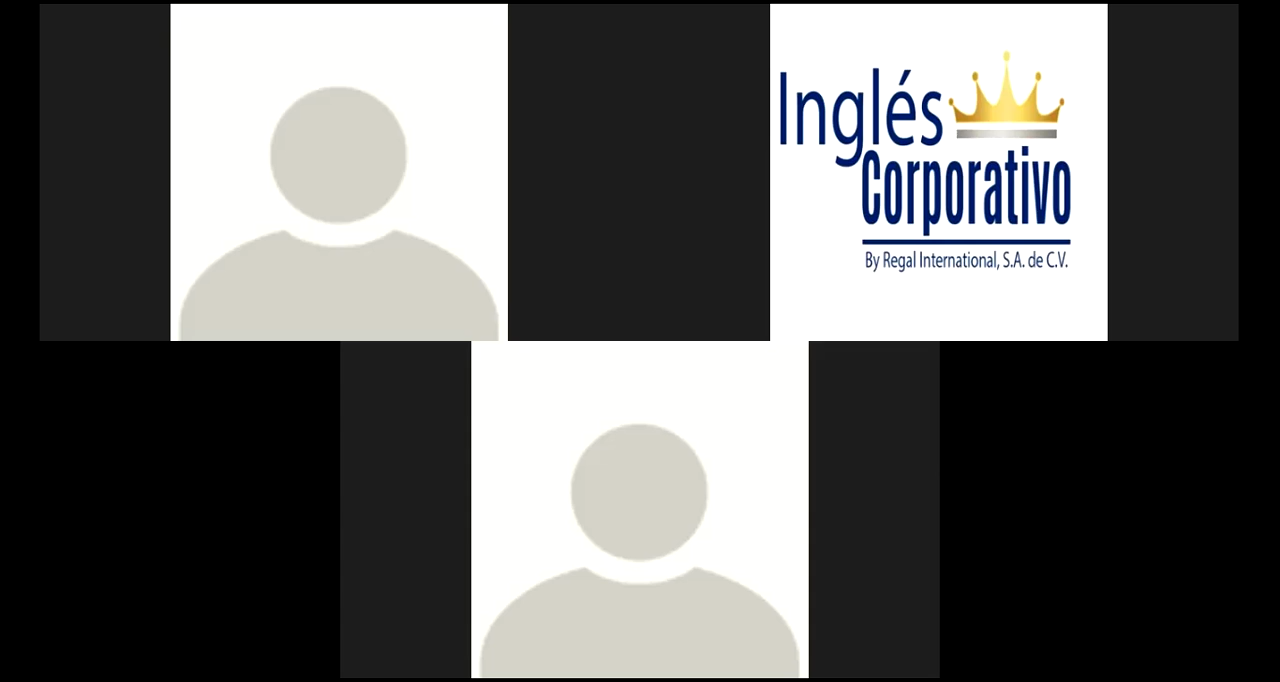 Inglés
Corporativo
By Regal International, S.A. de C.V.